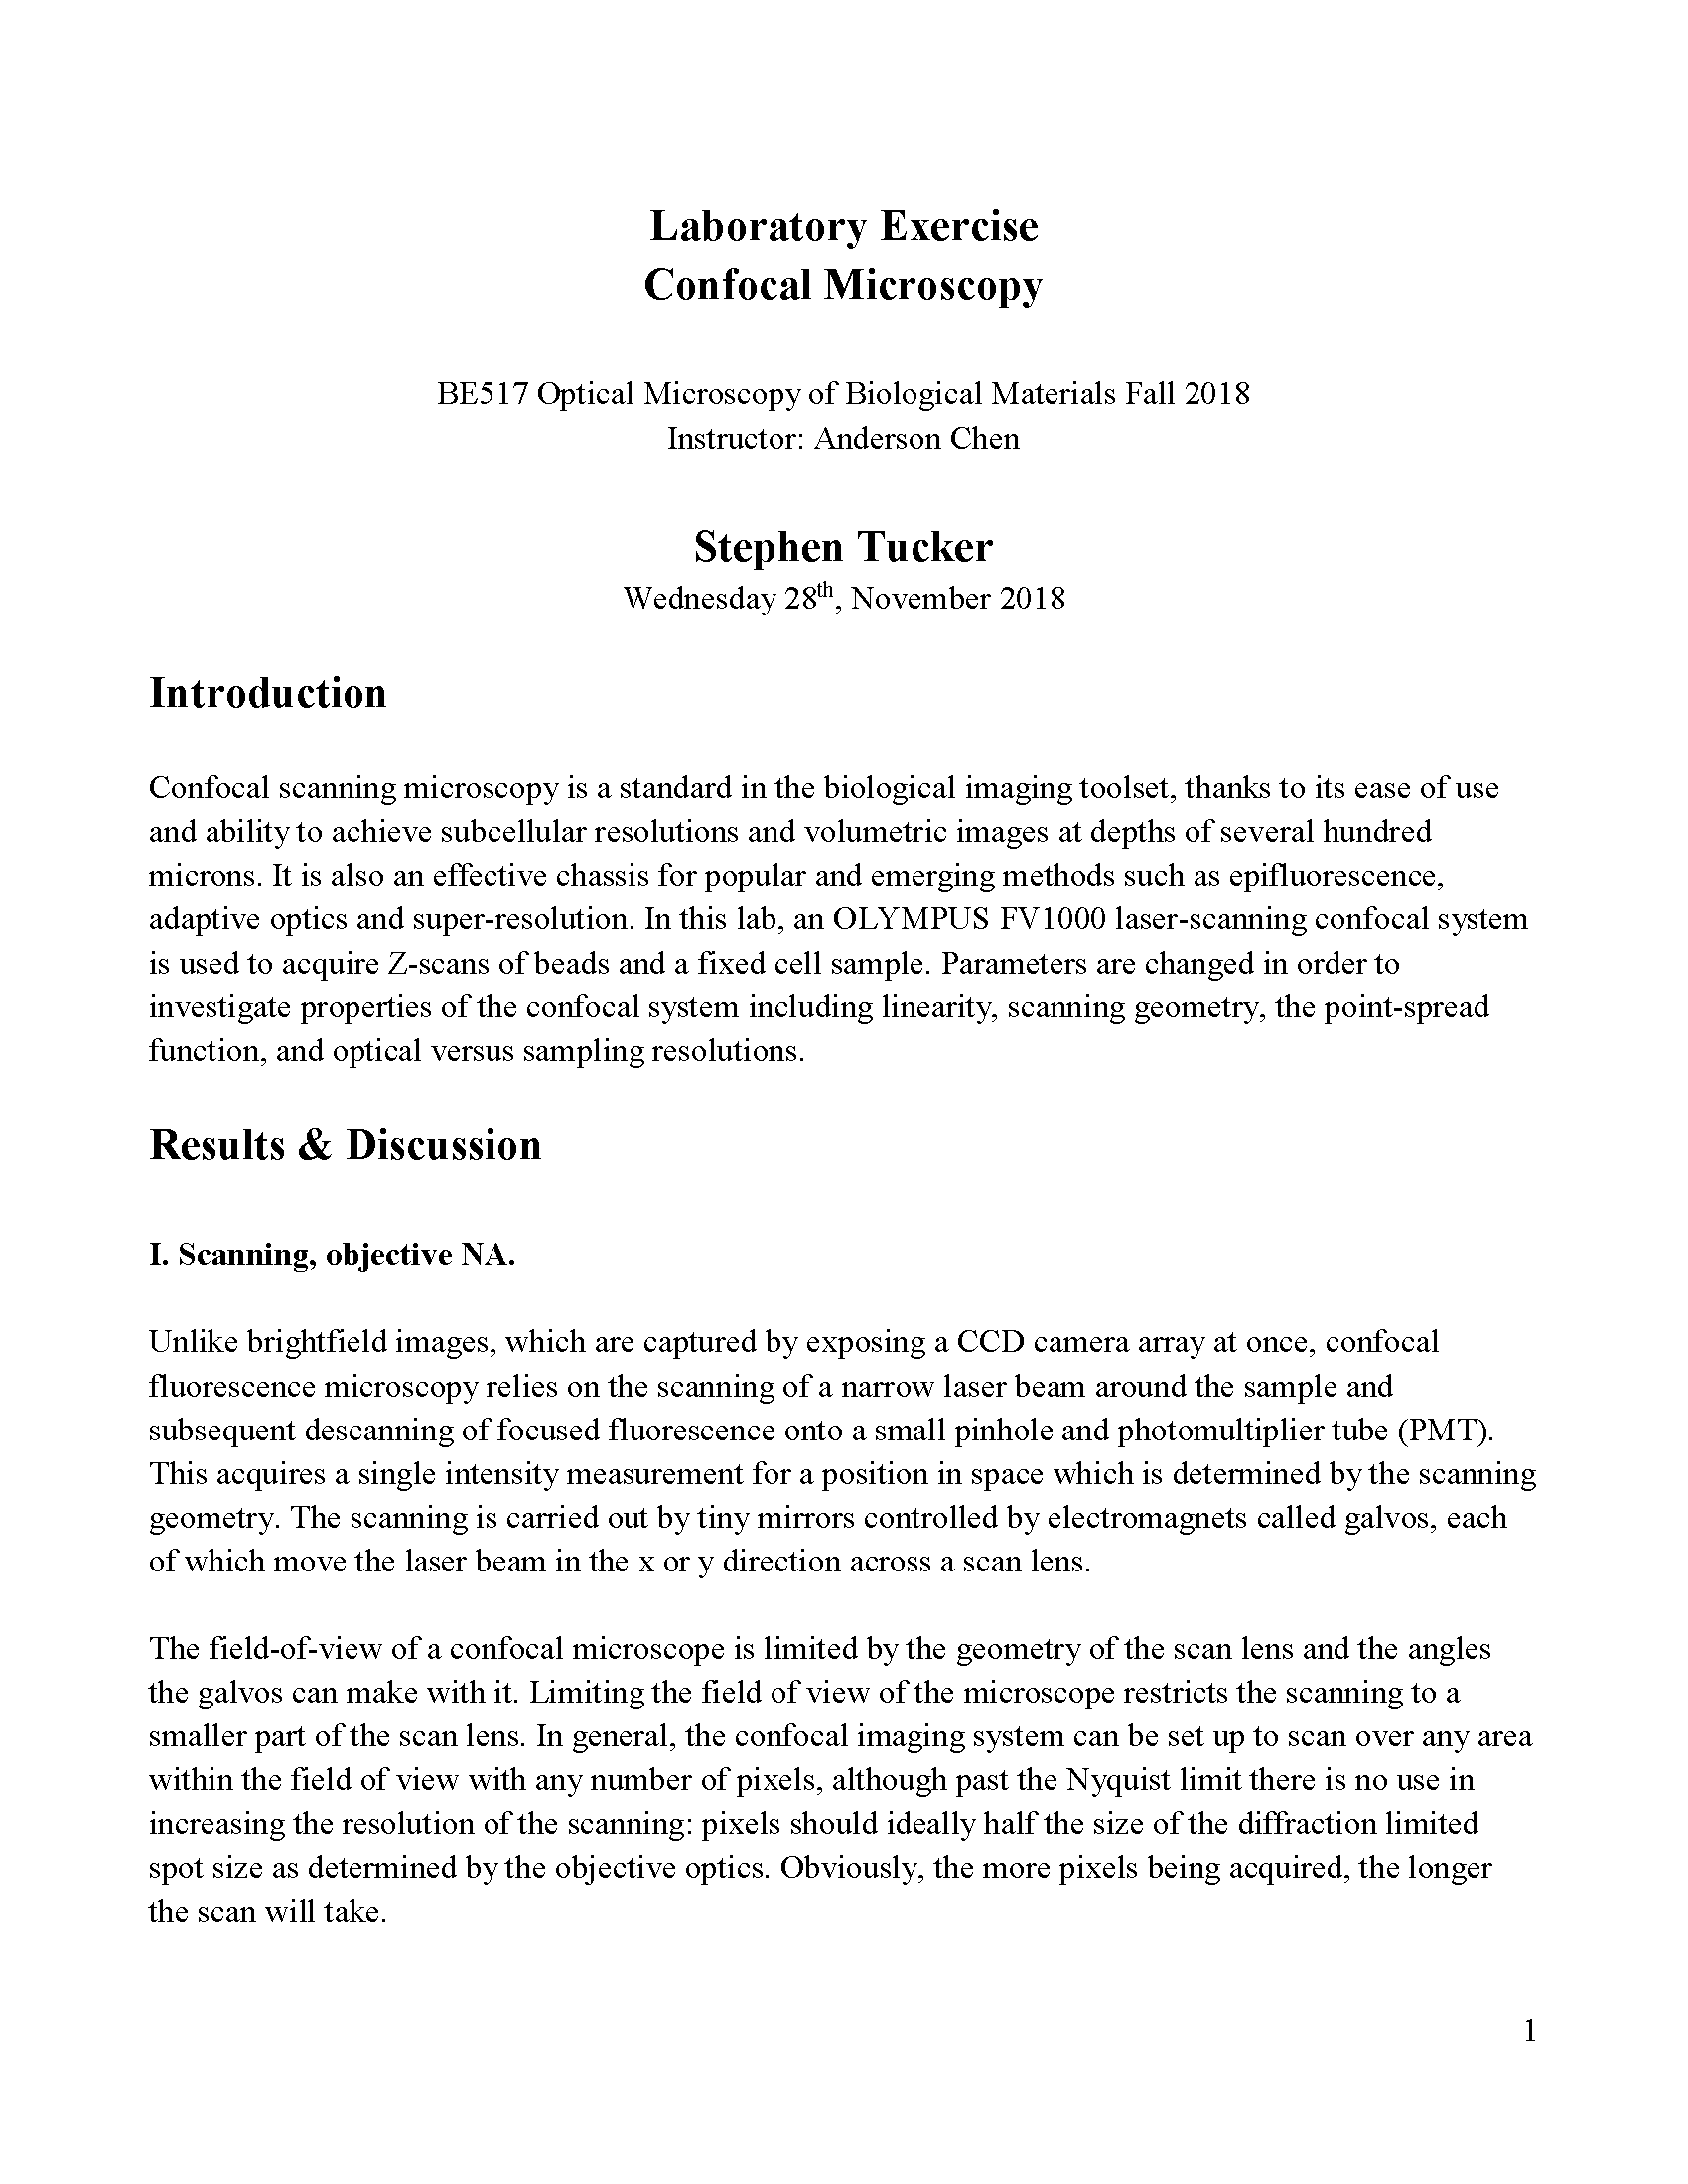 Laboratory Exercise
Confocal Microscopy
BE517 Optical Microscopy of Biological Materials Fall 2018
Instructor: Anderson Chen
Stephen Tucker
Wednesday 28th, November 2018
Introduction
Confocal scanning microscopy is a standard in the biological imaging toolset, thanks to its ease of use
and ability to achieve subcellular resolutions and volumetric images at depths of several hundred
microns. It is also an effective chassis for popular and emerging methods such as epifluorescence,
adaptive optics and super-resolution. In this lab, an OLYMPUS FV1000 laser-scanning confocal system
is used to acquire Z-scans of beads and a fixed cell sample. Parameters are changed in order to
investigate properties of the confocal system including linearity, scanning geometry, the point-spread
function, and optical versus sampling resolutions.
Results & Discussion
I. Scanning, objective NA.
Unlike brightfield images, which are captured by exposing a CCD camera array at once, confocal
fluorescence microscopy relies on the scanning of a narrow laser beam around the sample and
subsequent descanning of focused fluorescence onto a small pinhole and photomultiplier tube (PMT).
This acquires a single intensity measurement for a position in space which is determined by the scanning
geometry. The scanning is carried out by tiny mirrors controlled by electromagnets called galvos, each
of which move the laser beam in the x or y direction across a scan lens.
The field-of-view of a confocal microscope is limited by the geometry of the scan lens and the angles
the galvos can make with it. Limiting the field of view of the microscope restricts the scanning to a
smaller part of the scan lens. In general, the confocal imaging system can be set up to scan over any area
within the field of view with any number of pixels, although past the Nyquist limit there is no use in
increasing the resolution of the scanning: pixels should ideally half the size of the diffraction limited
spot size as determined by the objective optics. Obviously, the more pixels being acquired, the longer
the scan will take.
1